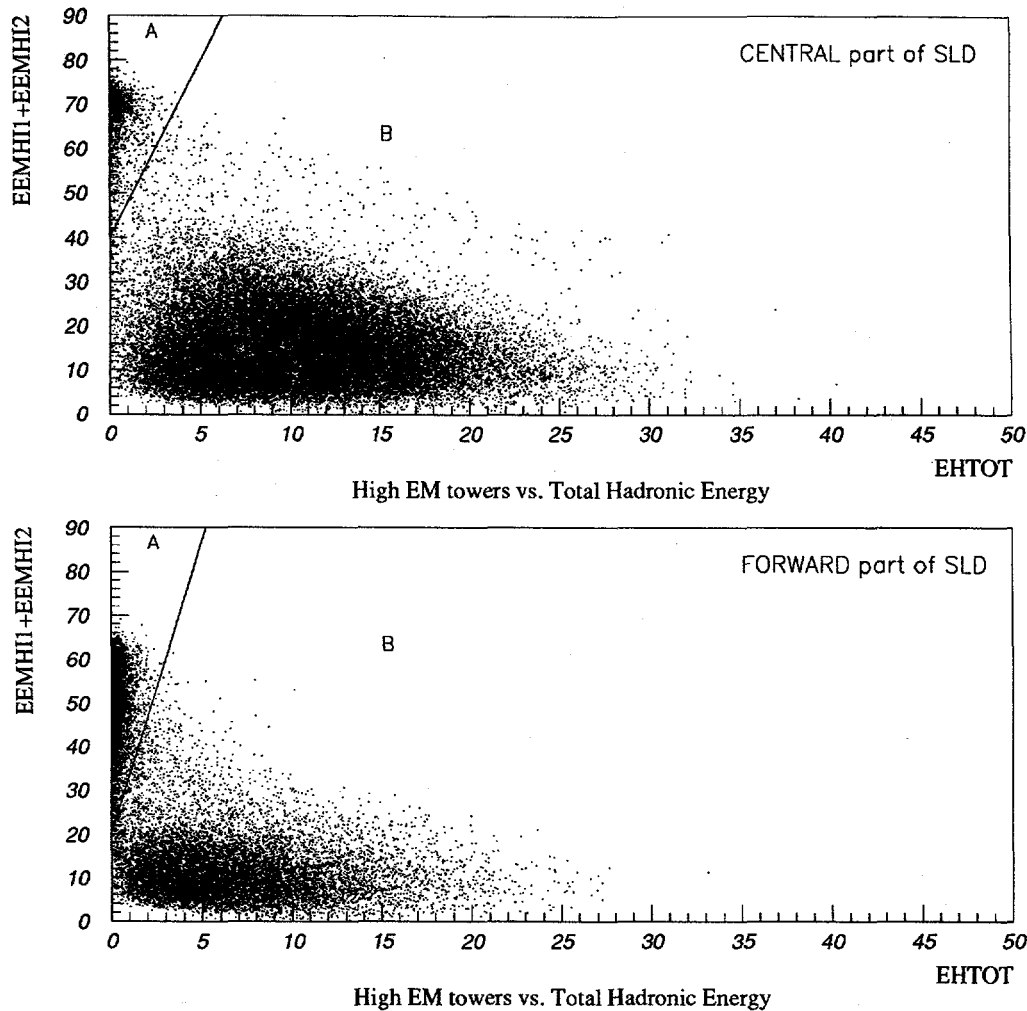 90
A
CENTRAL part of SLD
80
70
B
60
50
40
30
20
10
0
EEMHI1+EEMHI2
0 5 10 15 20 25 30 35 40 45 50
EHTOT
High EM towers vs. Total Hadronic Energy
90
A
FORWARD part of SLD
80
70
B
60
50
40
30
20
10
0
EEMHI1+EEMHI2
0 5 10 15 20 25 30 35 40 45 50
EHTOT
High EM towers vs. Total Hadronic Energy